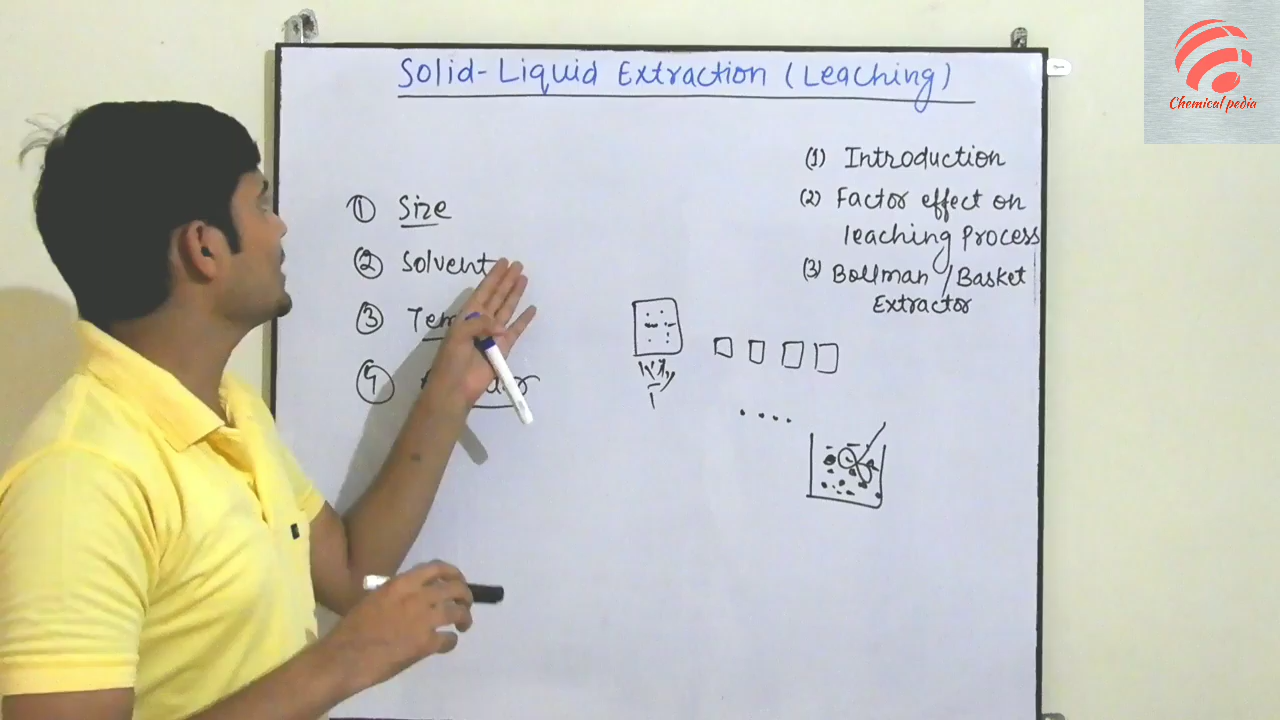 Solid-Liquid Extraction (Leaching)
(1) Introduction
(2) Factor effect on
leaching Process
(3) Bollman / Basket
Extractor
① Size
② Solvent
③ Tem
④
Chemical pedia